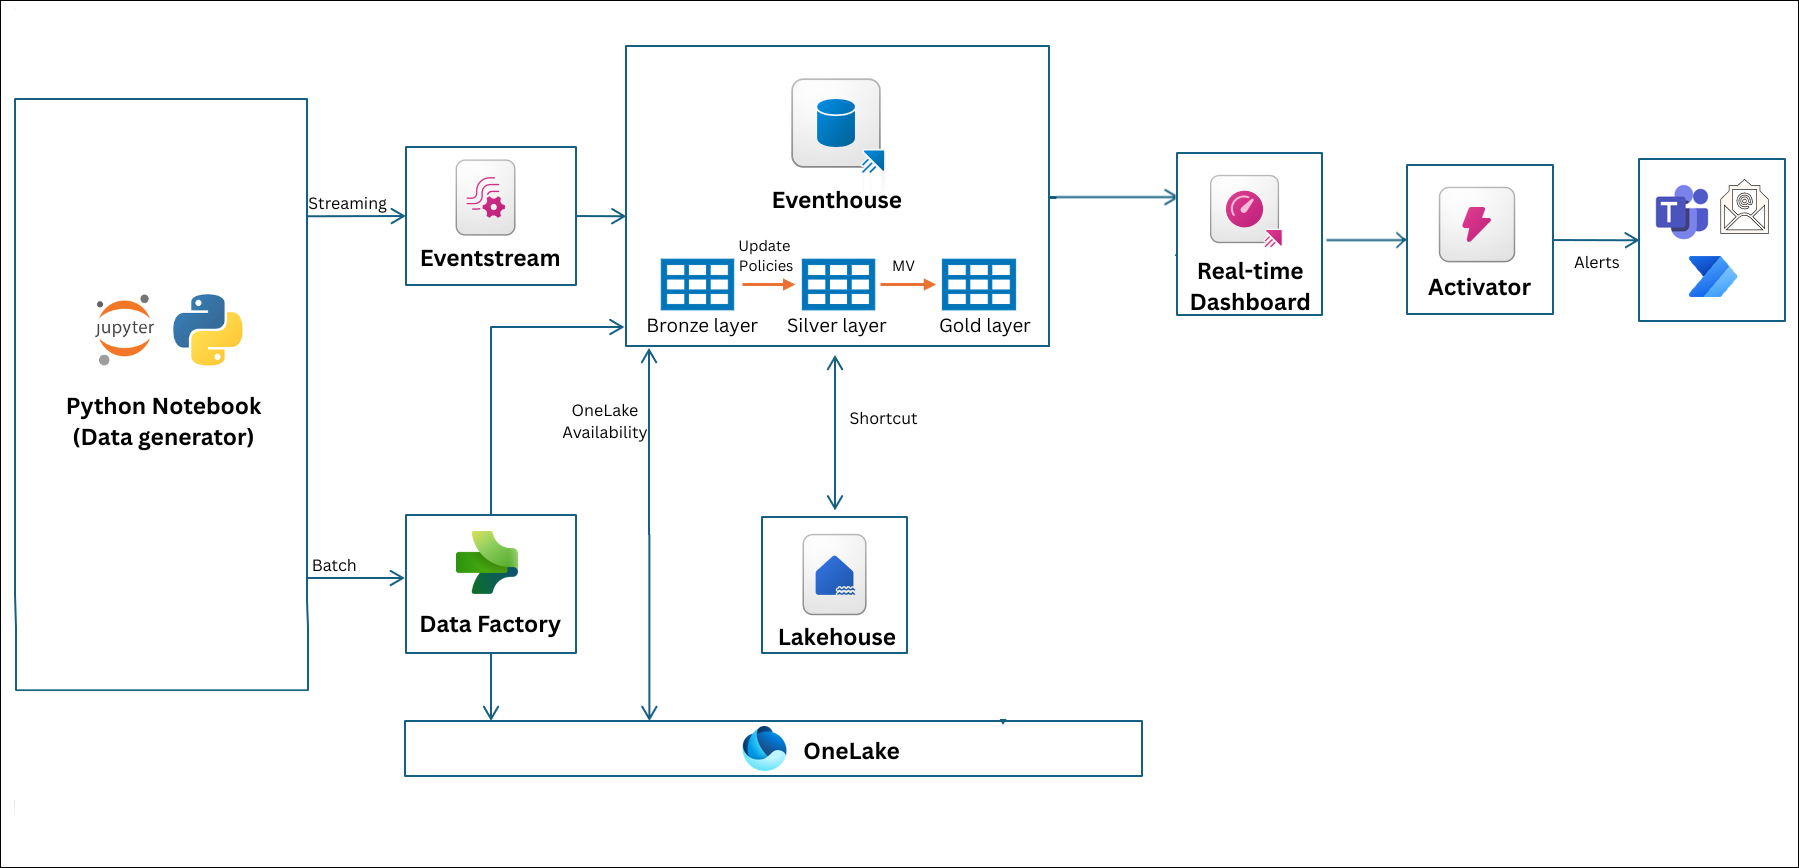 Streaming
Eventstream
Eventhouse
Update
Policies
MV
Bronze layer
Silver layer
Gold layer
Real-time
Dashboard
Activator
Alerts
T
@
jupyter
Python Notebook
(Data generator)
OneLake
Availability
Shortcut
Batch
Data Factory
Lakehouse
OneLake